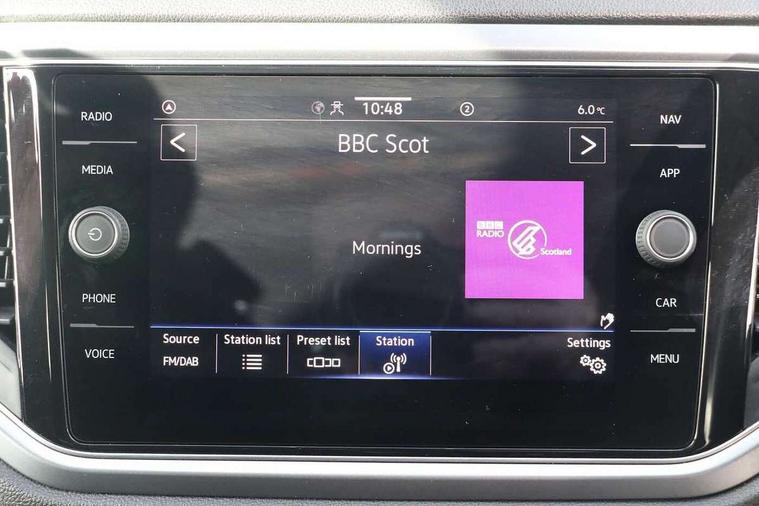 RADIO
MEDIA
PHONE
VOICE
10:48
2
6.0 °C
BBC Scot
Mornings
BBC
RADIO
Scotland
Source
FM/DAB
Station list
Preset list
Station
Settings
NAV
APP
CAR
MENU